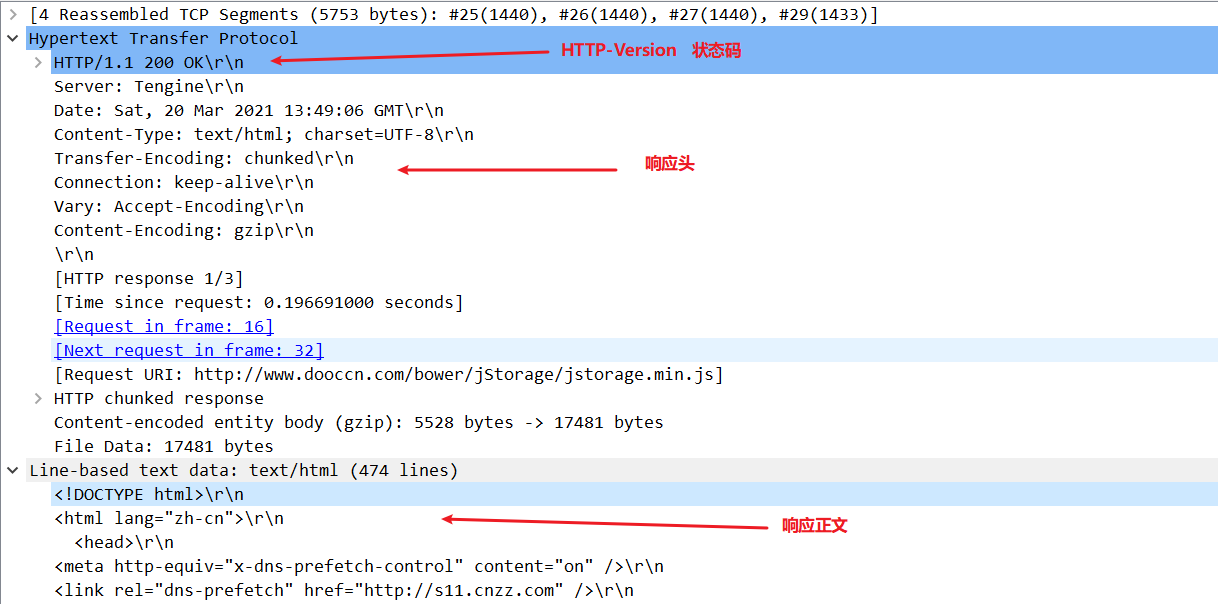 [4 Reassembled TCP Segments (5753 bytes): #25(1440), #26(1440), #27(1440), #29(1433)]
Hypertext Transfer Protocol
HTTP/1.1 200 OK\r\n HTTP-Version 状态码
Server: Tengine\r\n
Date: Sat, 20 Mar 2021 13:49:06 GMT\r\n
Content-Type: text/html; charset=UTF-8\r\n
Transfer-Encoding: chunked\r\n 响应头
Connection: keep-alive\r\n
Vary: Accept-Encoding\r\n
Content-Encoding: gzip\r\n
\r\n
[HTTP response 1/3]
[Time since request: 0.196691000 seconds]
[Request in frame: 16]
[Next request in frame: 32]
[Request URI: http://www.dooccn.com/bower/jStorage/jstorage.min.js]
HTTP chunked response
Content-encoded entity body (gzip): 5528 bytes -> 17481 bytes
File Data: 17481 bytes
Line-based text data: text/html (474 lines)
<!DOCTYPE html>\r\n
<html lang="zh-cn">\r\n 响应正文
<head>\r\n
<meta http-equiv="x-dns-prefetch-control" content="on" />\r\n
<link rel="dns-prefetch" href="http://s11.cnzz.com" />\r\n